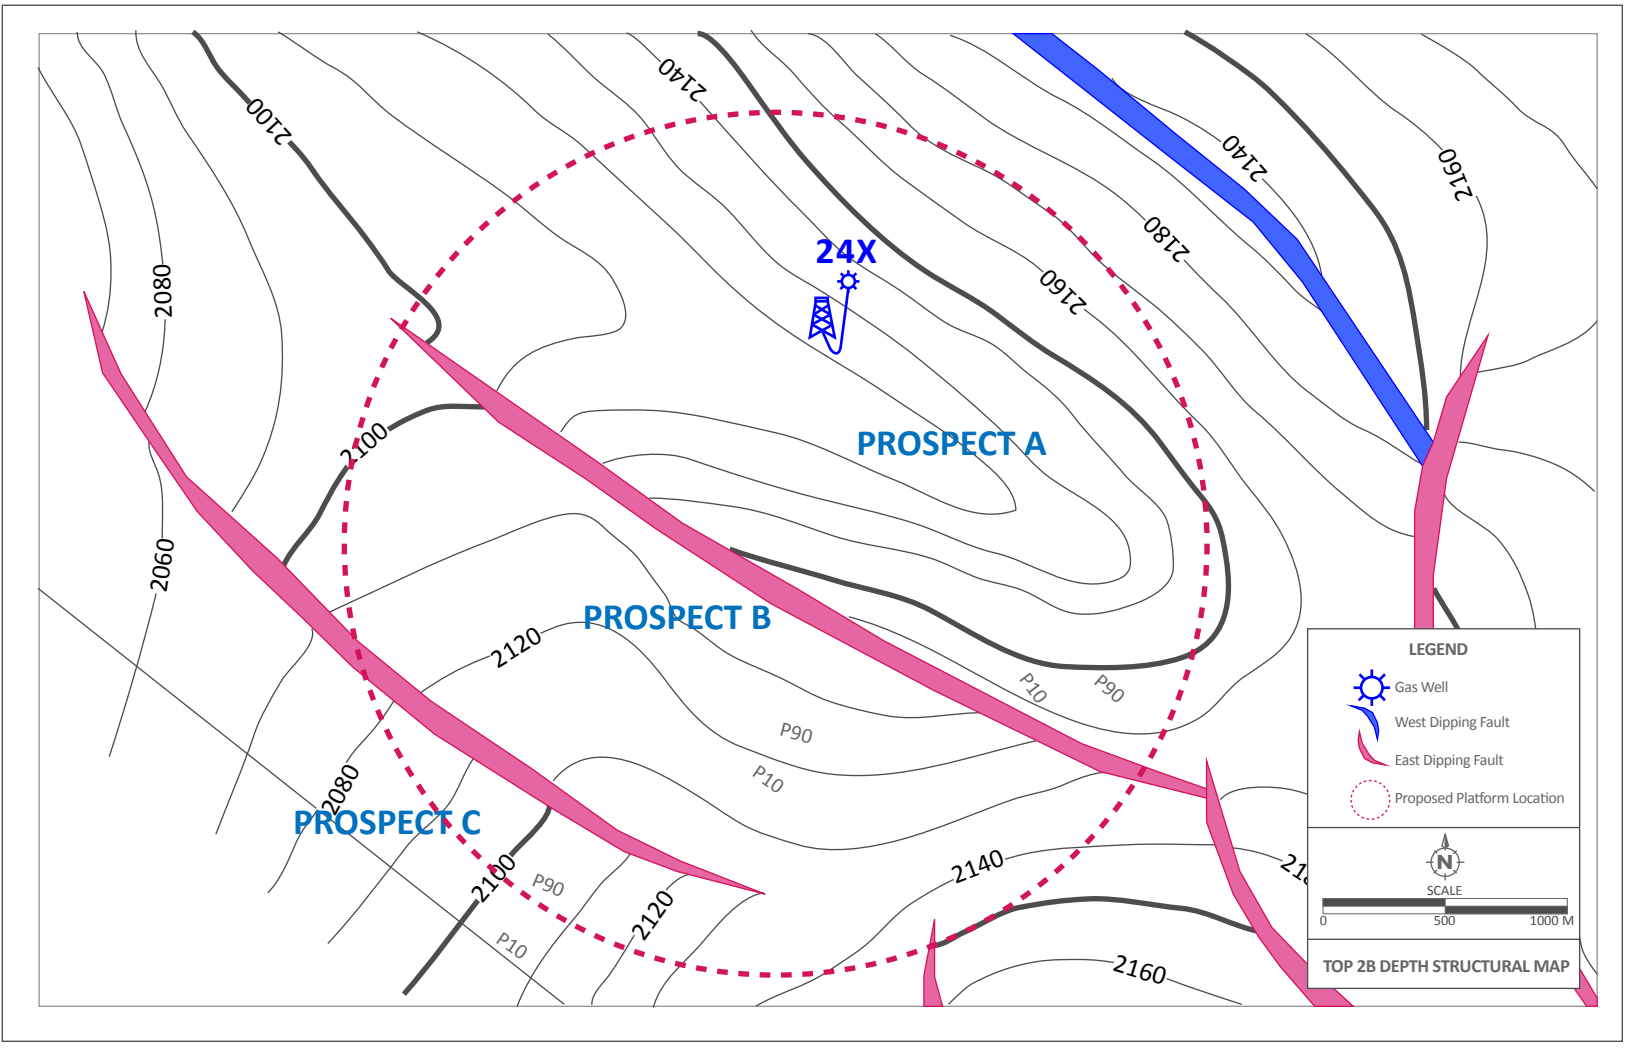 2140
2100
2140
2160
2180
24X
2080
2160
2100
PROSPECT A
2060
PROSPECT B
2120
P10
P90
P90
P10
2080
PROSPECT C
2100
P90
2120
P10
2140
2160
LEGEND
Gas Well
West Dipping Fault
East Dipping Fault
Proposed Platform Location
N
SCALE
0 500 1000 M
TOP 2B DEPTH STRUCTURAL MAP